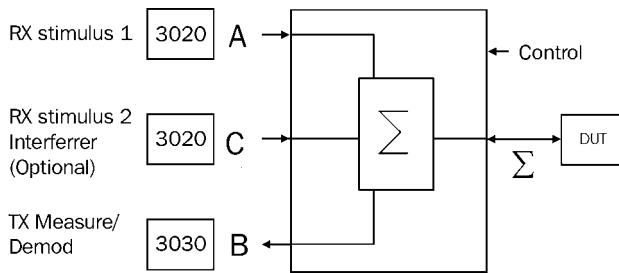 RX stimulus 1
3020
A
Control
RX stimulus 2
Interferrer
(Optional)
3020
C
Σ
Σ
DUT
TX Measure/
Demod
3030
B